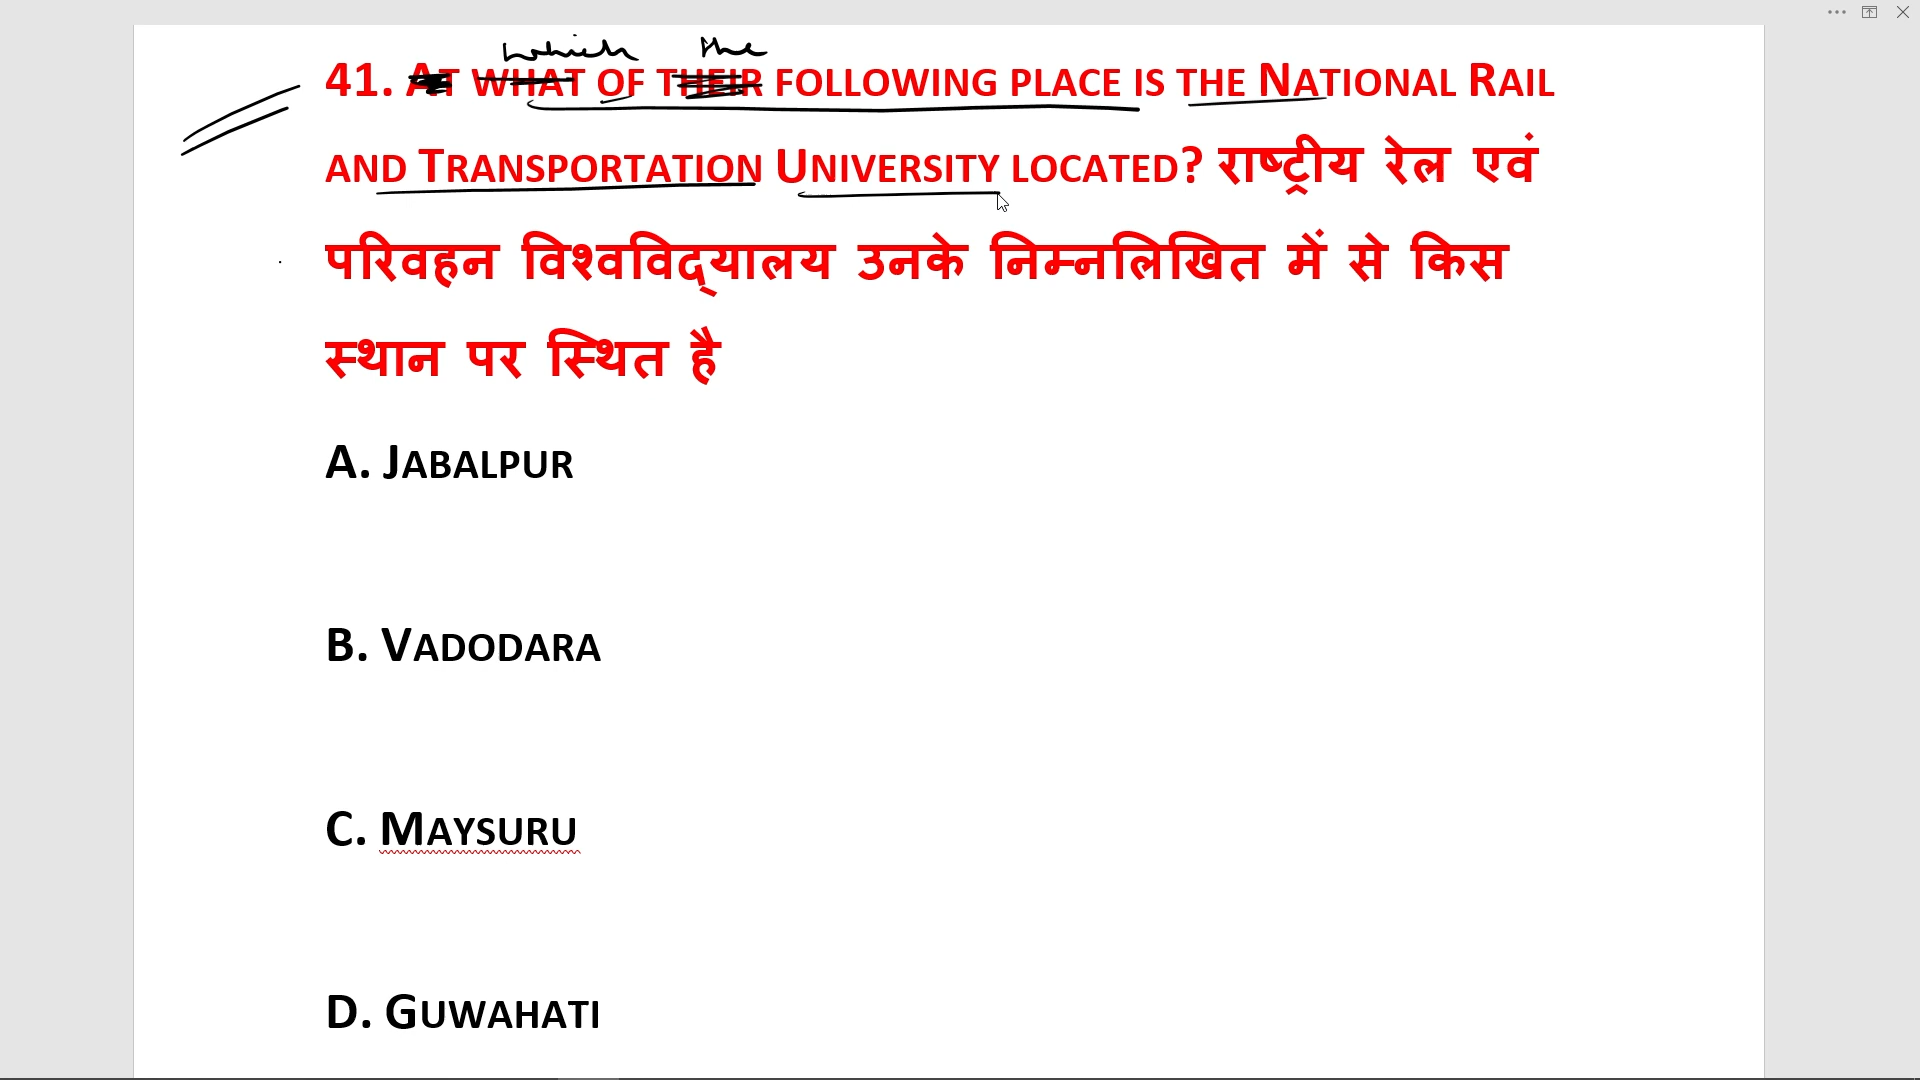 which the
41. AT WHAT OF THEIR FOLLOWING PLACE IS THE NATIONAL RAIL
AND TRANSPORTATION UNIVERSITY LOCATED? राष्ट्रीय रेल एवं
परिवहन विश्वविद्यालय उनके निम्नलिखित में से किस
स्थान पर स्थित है
A. JABALPUR
B. VADODARA
C. MAYSURU
D. GUWAHATI